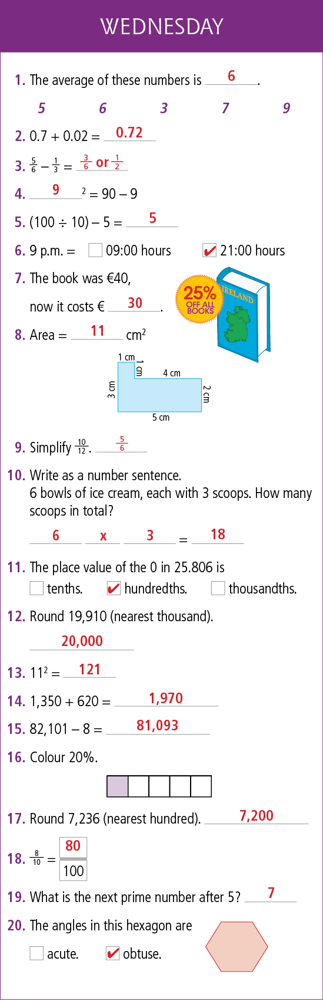 WEDNESDAY
1. The average of these numbers is 6.
5 6 3 7 9
2. 0.7 + 0.02 = 0.72
3. 5/6 – 1/3 = 3/6 or 1/2
4. 9² = 90 – 9
5. (100 ÷ 10) – 5 = 5
6. 9 p.m. = 09:00 hours ✔ 21:00 hours
7. The book was €40,
now it costs € 30.
25%
OFF ALL
BOOKS
IRELAND
8. Area = 11 cm²
1 cm
1 cm
4 cm
3 cm
2 cm
5 cm
9. Simplify 10/12. 5/6
10. Write as a number sentence.
6 bowls of ice cream, each with 3 scoops. How many
scoops in total?
6 x 3 = 18
11. The place value of the 0 in 25.806 is
tenths. ✔ hundredths. thousandths.
12. Round 19,910 (nearest thousand).
20,000
13. 11² = 121
14. 1,350 + 620 = 1,970
15. 82,101 – 8 = 81,093
16. Colour 20%.
17. Round 7,236 (nearest hundred). 7,200
18. 8/10 = 80/100
19. What is the next prime number after 5? 7
20. The angles in this hexagon are
acute. ✔ obtuse.